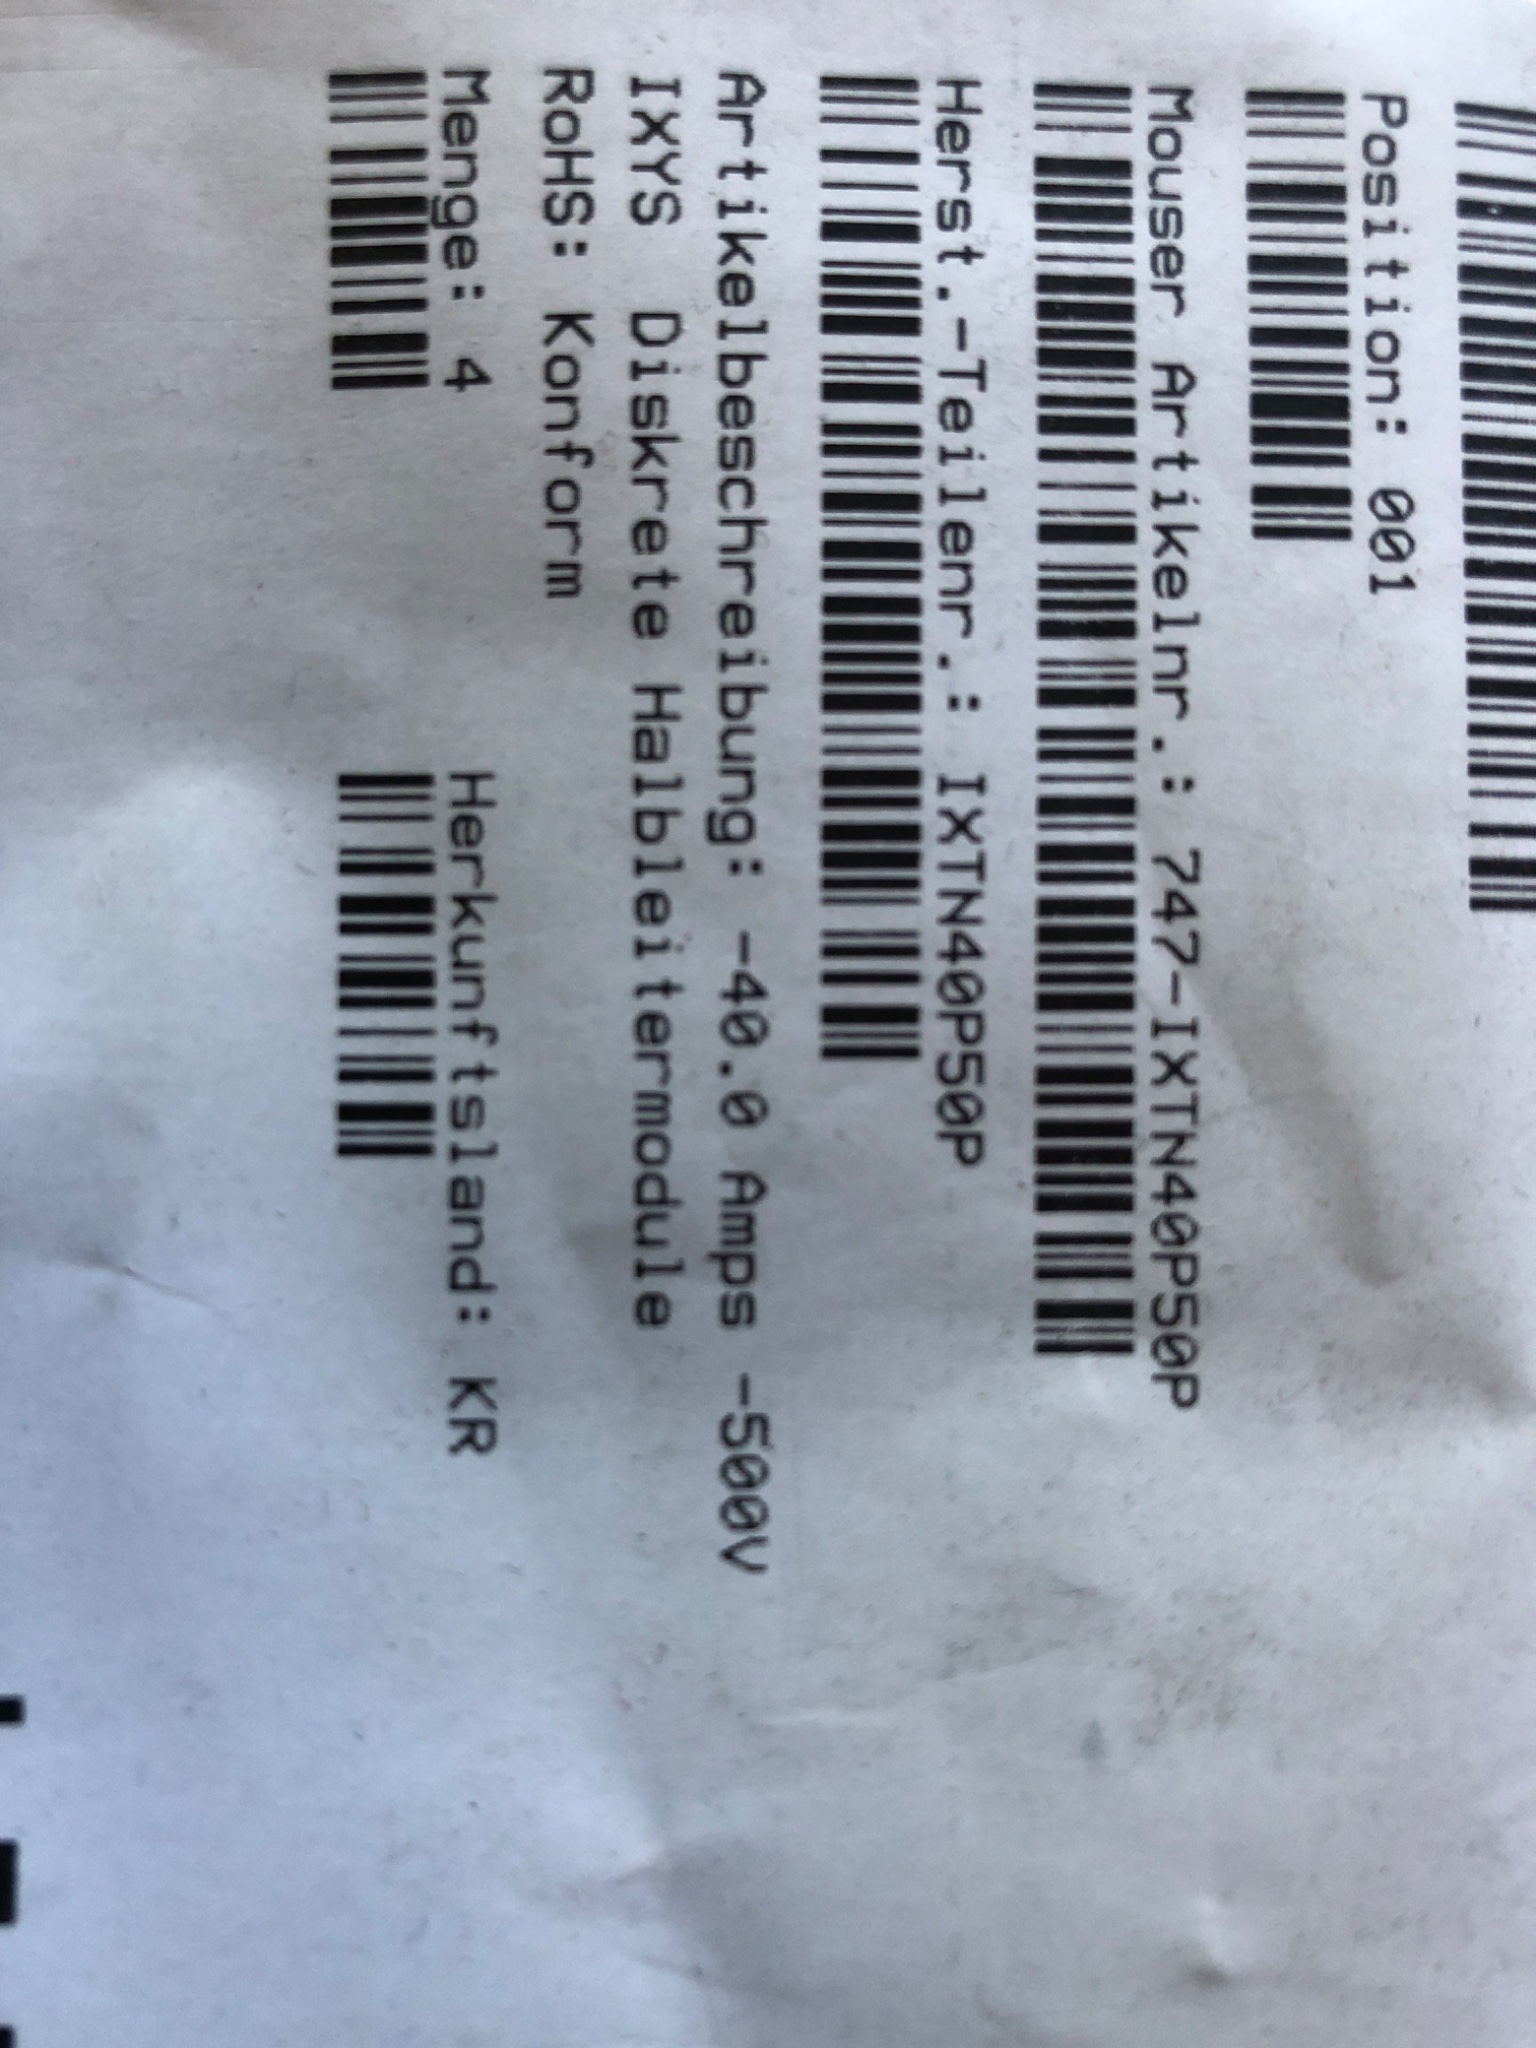 Position: 001
Mouser Artikelnr.: 747-IXTN40P50P
Herst.-Teilenr.: IXTN40P50P
Artikelbeschreibung: -40.0 Amps -500V
IXYS  Diskrete Halbleitermodule
RoHS: Konform
Menge: 4 Herkunftsland: KR